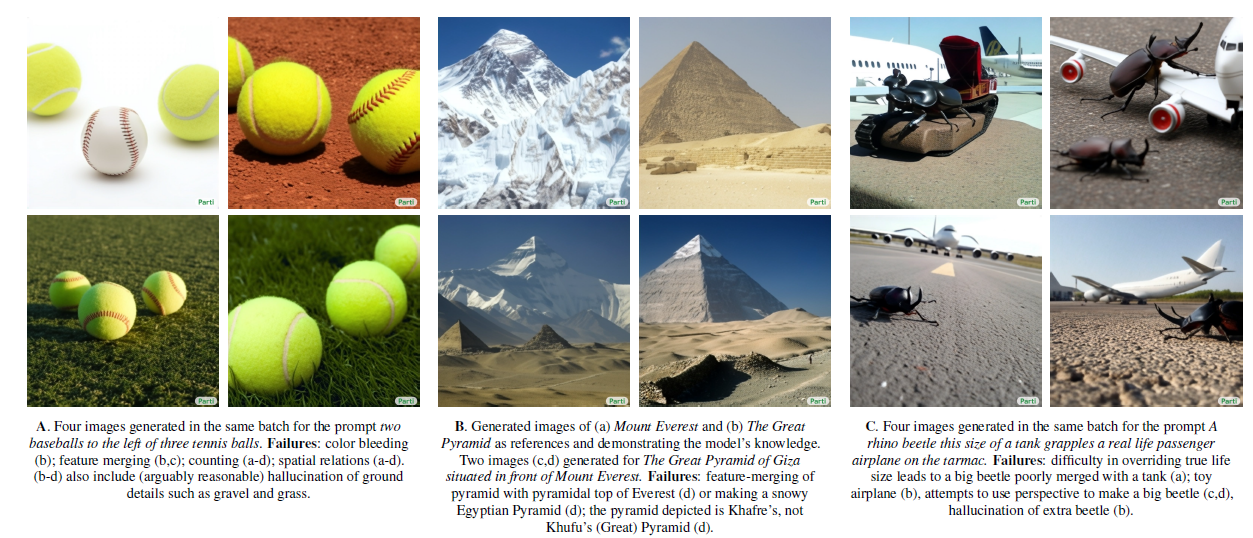 Parti
Parti
Parti
Parti
Parti
Parti
Parti
Parti
Parti
Parti
Parti
Parti
A. Four images generated in the same batch for the prompt two
baseballs to the left of three tennis balls. Failures: color bleeding
(b); feature merging (b,c); counting (a-d); spatial relations (a-d).
(b-d) also include (arguably reasonable) hallucination of ground
details such as gravel and grass.
B. Generated images of (a) Mount Everest and (b) The Great
Pyramid as references and demonstrating the model's knowledge.
Two images (c,d) generated for The Great Pyramid of Giza
situated in front of Mount Everest. Failures: feature-merging of
pyramid with pyramidal top of Everest (d) or making a snowy
Egyptian Pyramid (d); the pyramid depicted is Khafre's, not
Khufu's (Great) Pyramid (d).
C. Four images generated in the same batch for the prompt A
rhino beetle this size of a tank grapples a real life passenger
airplane on the tarmac. Failures: difficulty in overriding true life
size leads to a big beetle poorly merged with a tank (a); toy
airplane (b), attempts to use perspective to make a big beetle (c,d),
hallucination of extra beetle (b).